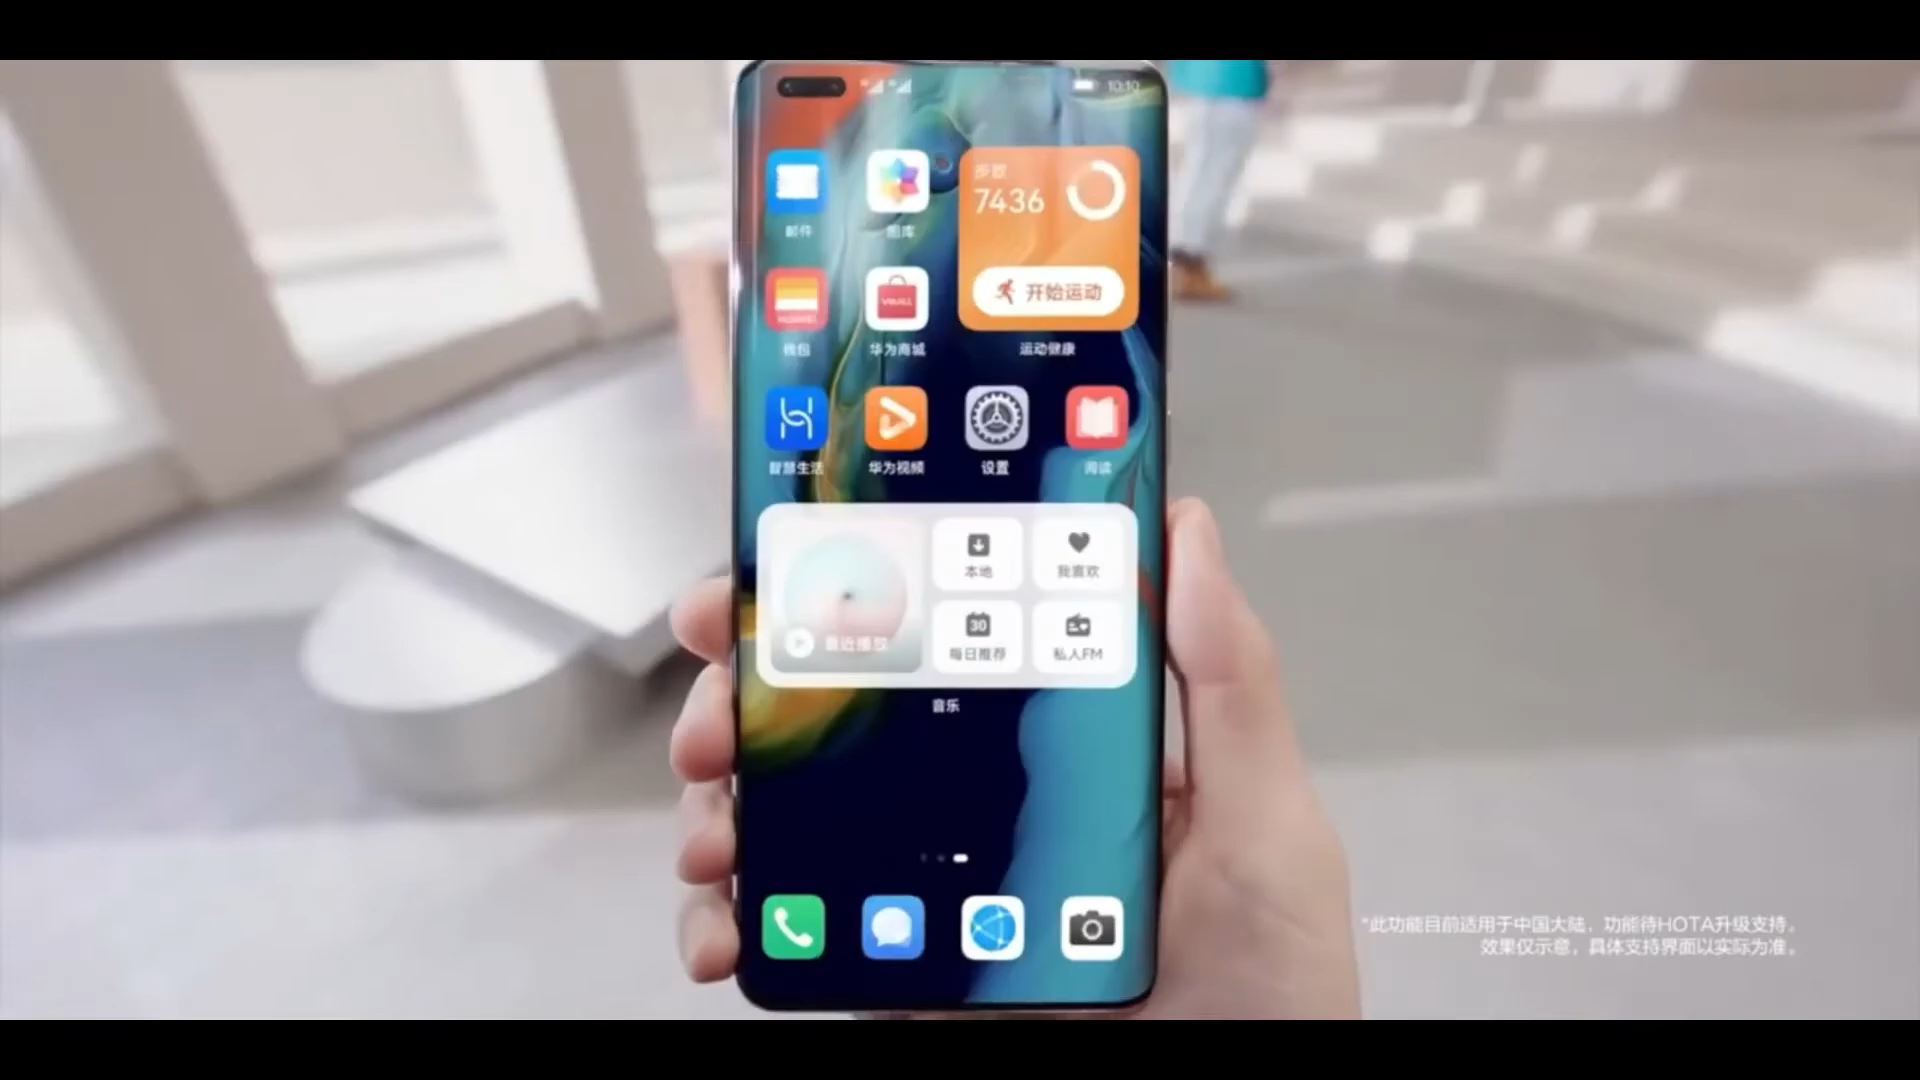 10:10
步数
7436
开始运动
邮件
图库
HUAWEI
VMALL
钱包
华为商城
运动健康
智慧生活
华为视频
设置
阅读
最近播放
本地
我喜欢
30
每日推荐
私人FM
音乐
*此功能目前适用于中国大陆，功能待HOTA升级支持。
效果仅示意，具体支持界面以实际为准。